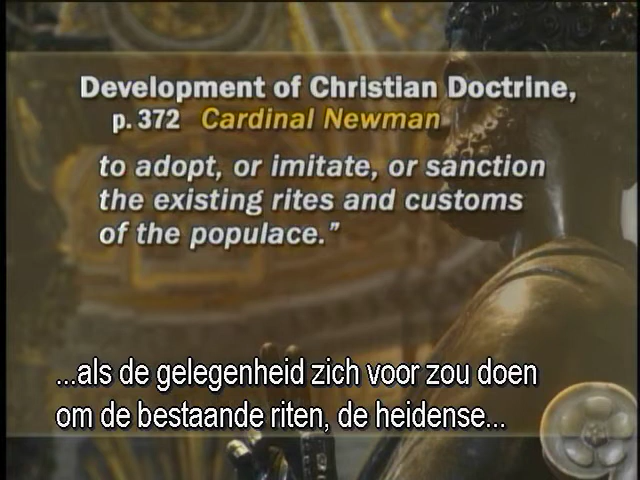 Development of Christian Doctrine,
p. 372 Cardinal Newman
to adopt, or imitate, or sanction
the existing rites and customs
of the populace.”
...als de gelegenheid zich voor zou doen
om de bestaande riten, de heidense...